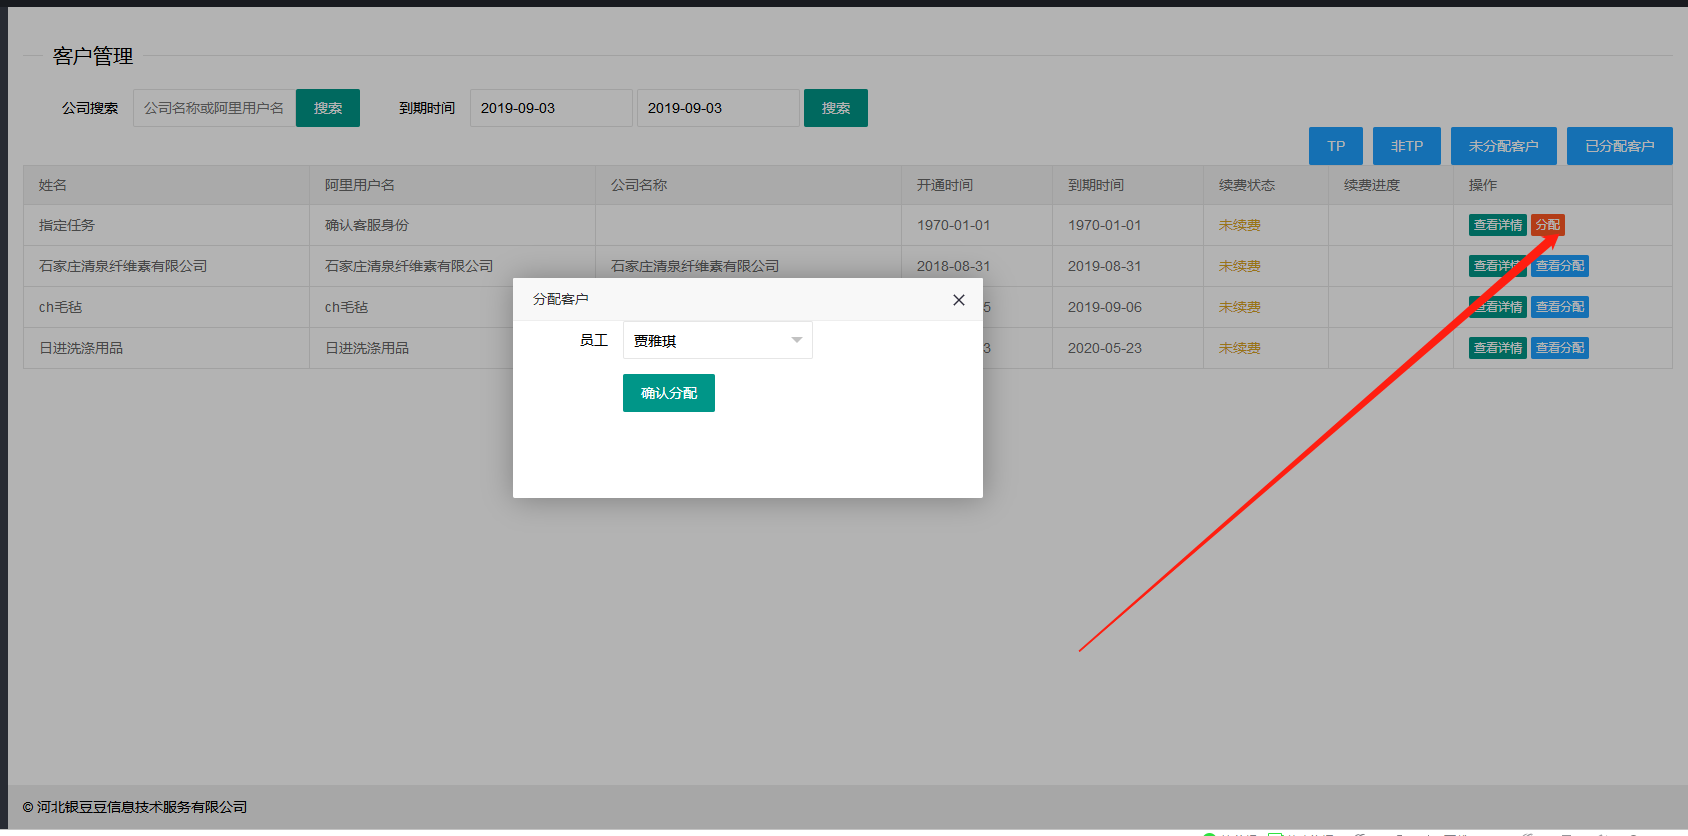 客户管理
公司搜索 公司名称或阿里用户名 搜索 到期时间 2019-09-03 2019-09-03 搜索
TP 非TP 未分配客户 已分配客户
姓名 阿里用户名 公司名称 开通时间 到期时间 续费状态 续费进度 操作
指定任务 确认客服身份 1970-01-01 1970-01-01 未续费 查看详情 分配
石家庄清泉纤维素有限公司 石家庄清泉纤维素有限公司 石家庄清泉纤维素有限公司 2018-08-31 2019-08-31 未续费 查看详情 查看分配
ch毛毡 ch毛毡 5 2019-09-06 未续费 查看详情 查看分配
日进洗涤用品 日进洗涤用品 3 2020-05-23 未续费 查看详情 查看分配
分配客户
员工 贾雅琪
确认分配
© 河北银豆豆信息技术服务有限公司